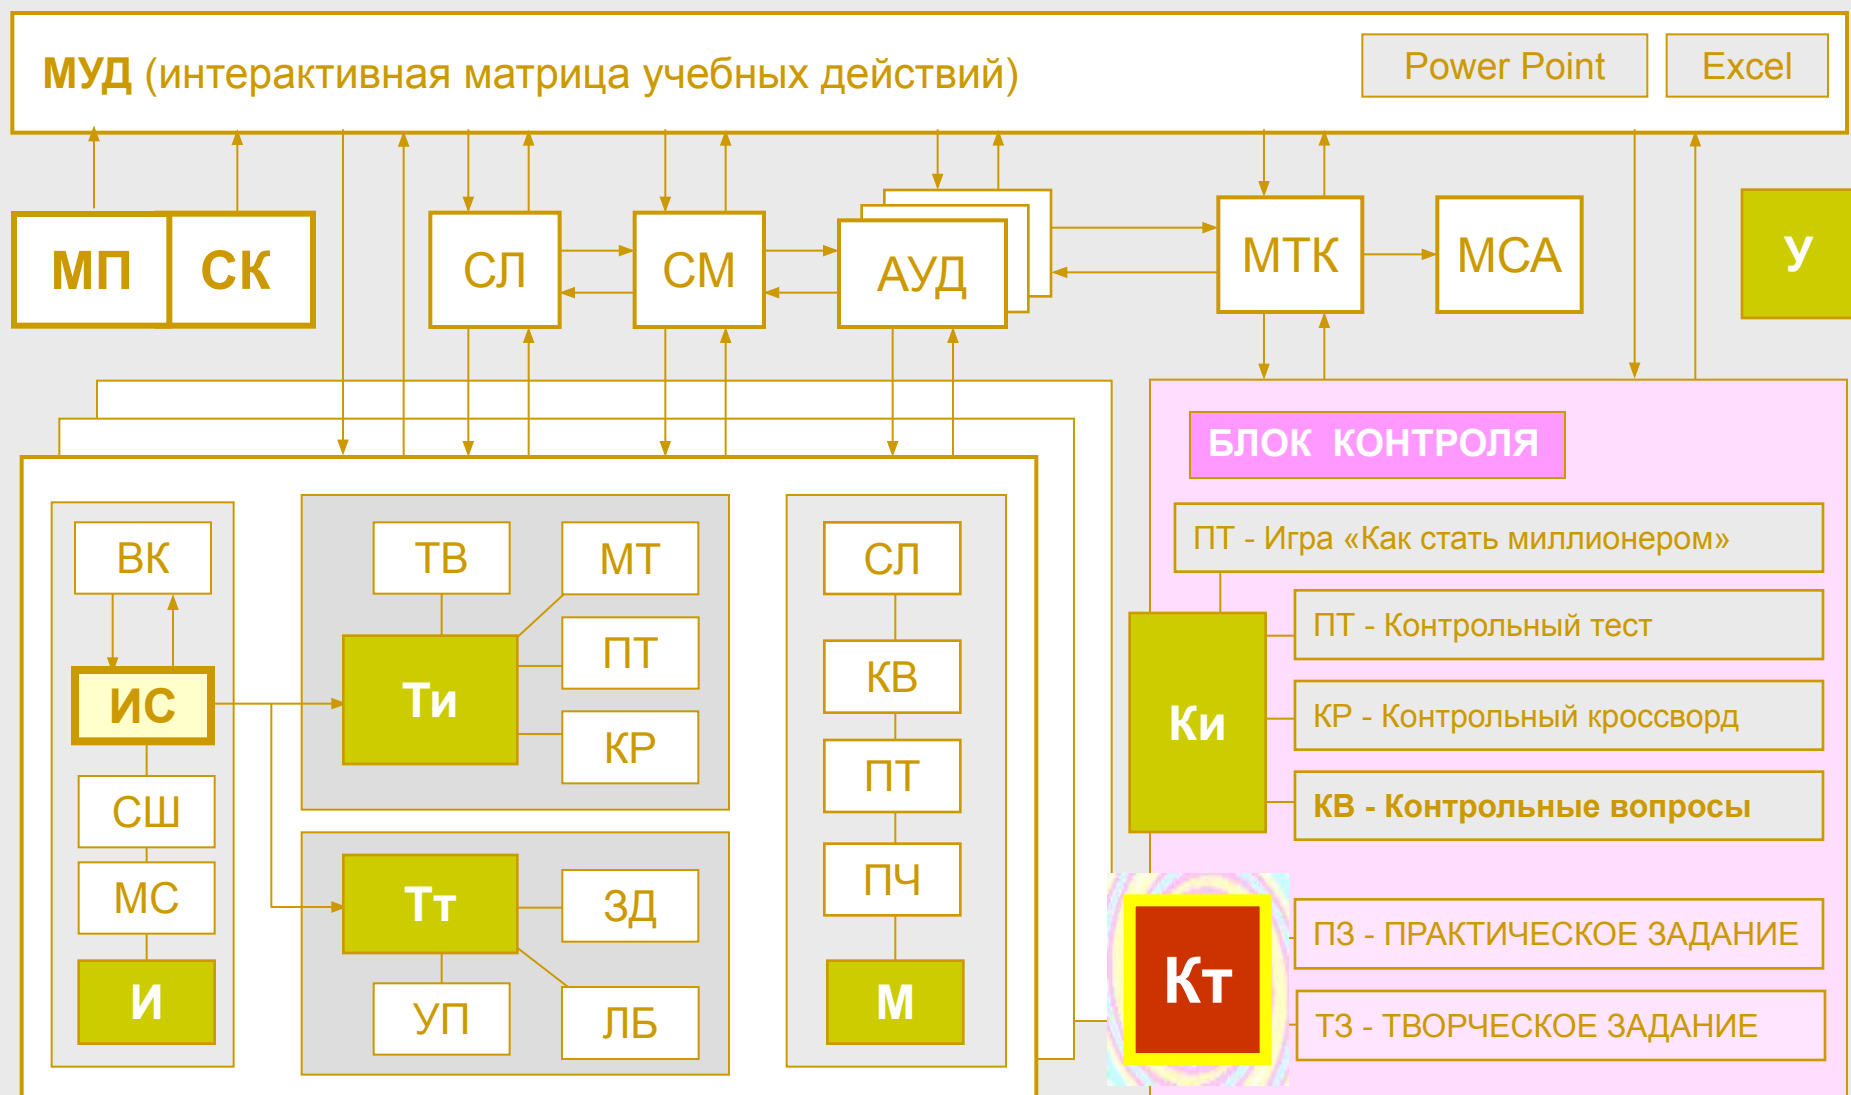 МУД (интерактивная матрица учебных действий)
Power Point
Excel
МП
СК
СЛ
СМ
АУД
МТК
МСА
У
БЛОК КОНТРОЛЯ
ВК
ИС
СШ
МС
И
ТВ
МТ
ПТ
Ти
КР
Тт
ЗД
УП
ЛБ
СЛ
КВ
ПТ
ПЧ
М
ПТ - Игра «Как стать миллионером»
ПТ - Контрольный тест
Ки
КР - Контрольный кроссворд
КВ - Контрольные вопросы
Кт
ПЗ - ПРАКТИЧЕСКОЕ ЗАДАНИЕ
ТЗ - ТВОРЧЕСКОЕ ЗАДАНИЕ